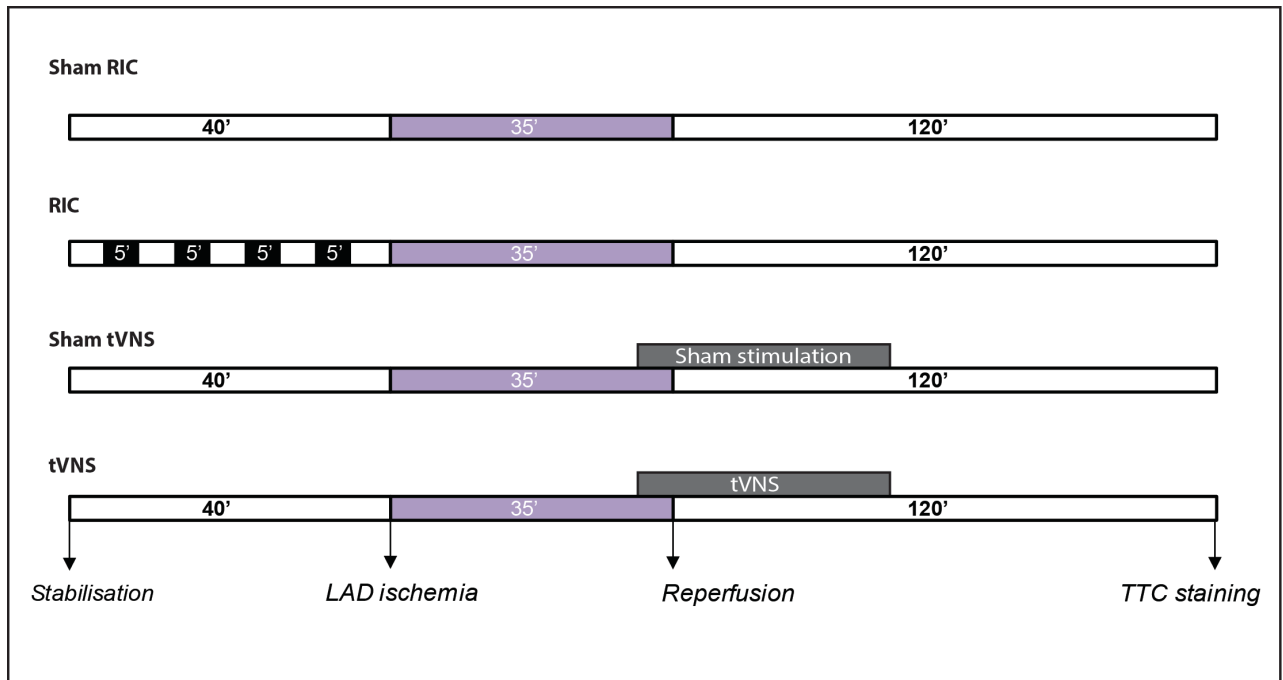 Sham RIC
40’ 35’ 120’
RIC
5’ 5’ 5’ 5’ 35’ 120’
Sham tVNS
Sham stimulation
40’ 35’ 120’
tVNS
tVNS
40’ 35’ 120’
Stabilisation LAD ischemia Reperfusion TTC staining